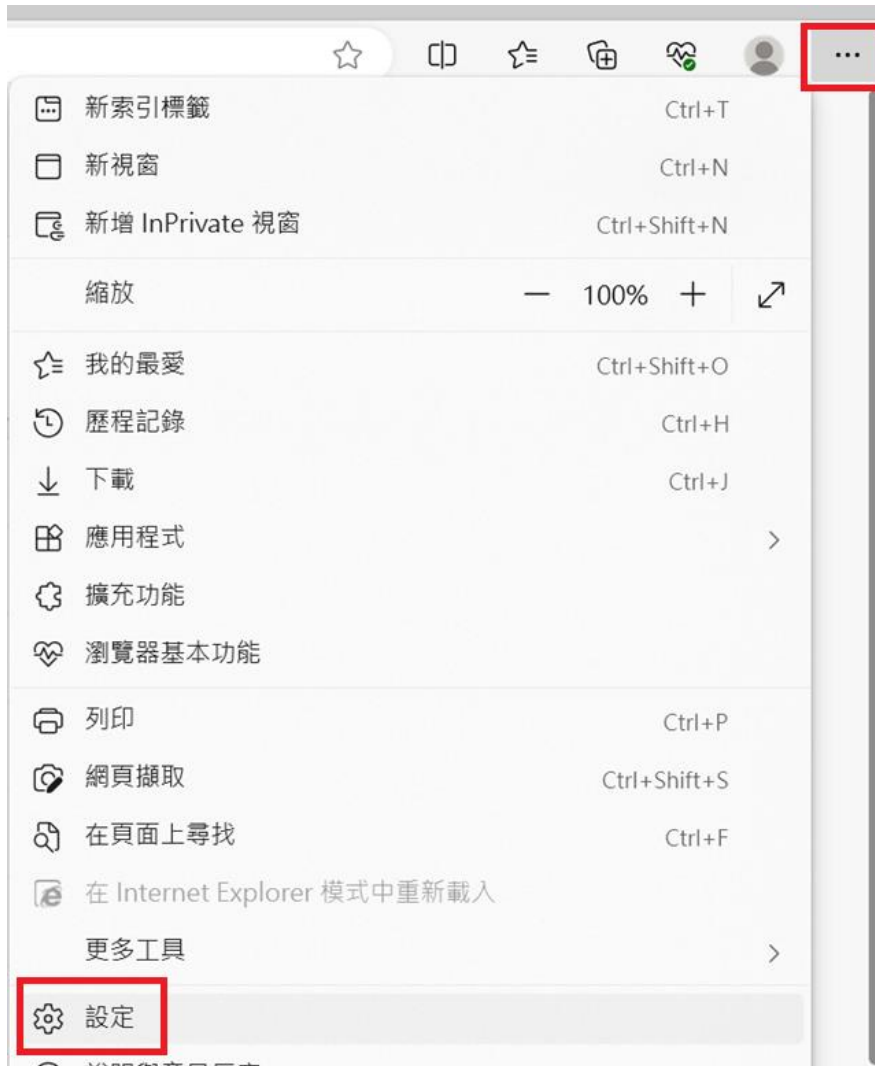 新索引標籤 Ctrl+T
新視窗 Ctrl+N
新增 InPrivate 視窗 Ctrl+Shift+N
縮放 — 100% +
我的最愛 Ctrl+Shift+O
歷程記錄 Ctrl+H
下載 Ctrl+J
應用程式
擴充功能
瀏覽器基本功能
列印 Ctrl+P
網頁擷取 Ctrl+Shift+S
在頁面上尋找 Ctrl+F
在 Internet Explorer 模式中重新載入
更多工具
設定